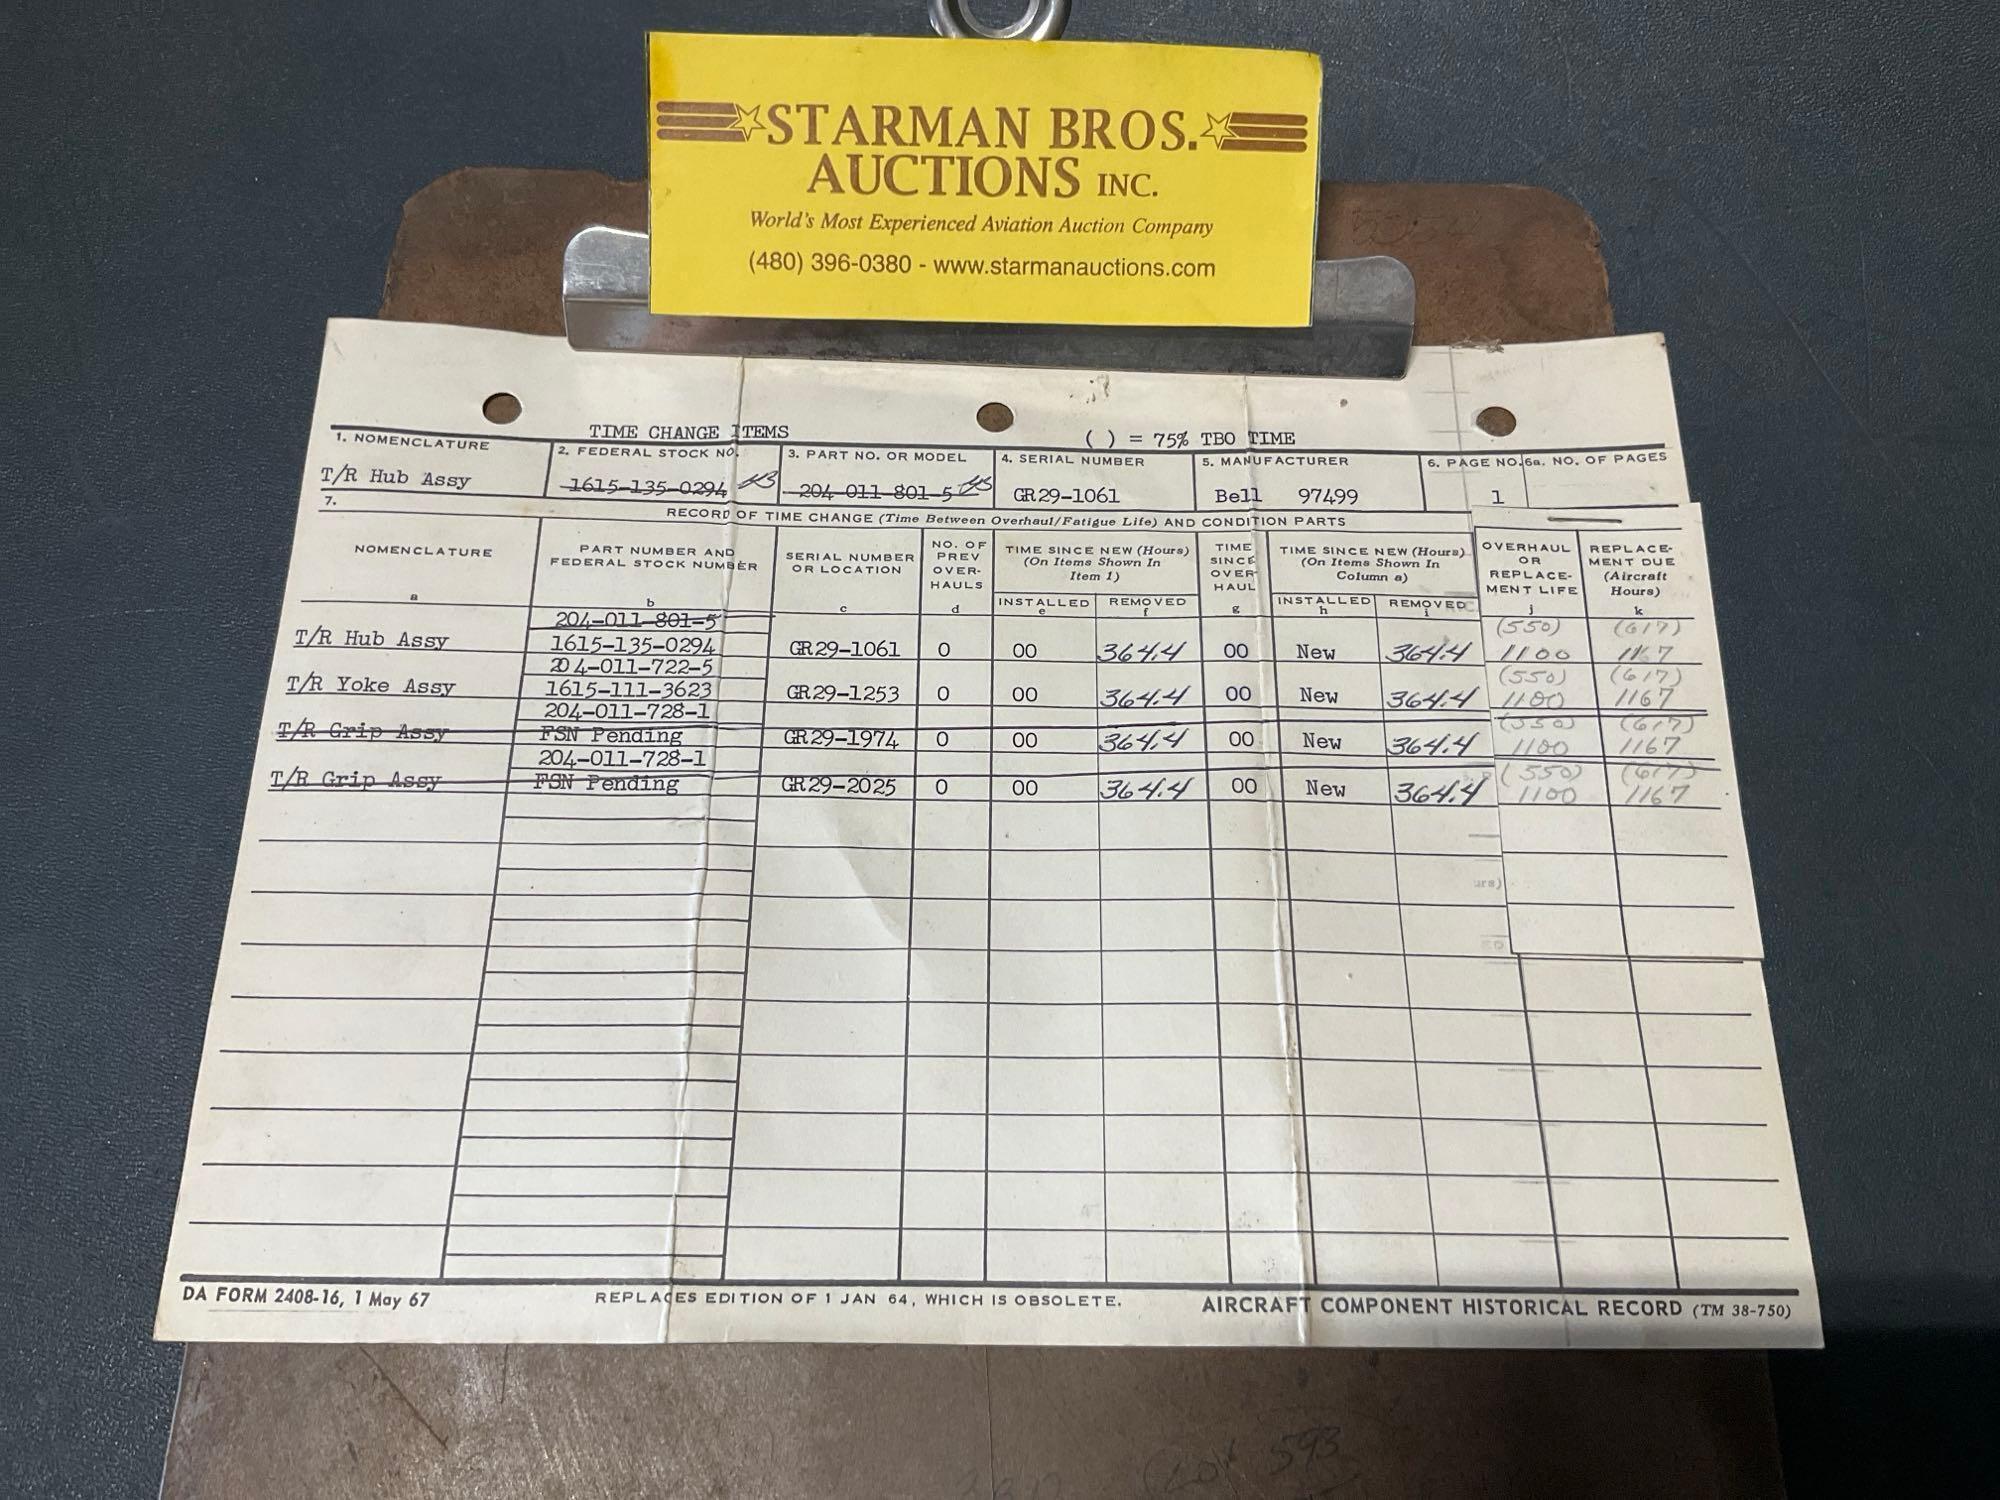 STARMAN BROS.
AUCTIONS INC.
World's Most Experienced Aviation Auction Company
(480) 396-0380 - www.starmanauctions.com
TIME CHANGE ITEMS ( ) = 75% TBO TIME
1. NOMENCLATURE 2. FEDERAL STOCK NO. 3. PART NO. OR MODEL 4. SERIAL NUMBER 5. MANUFACTURER 6. PAGE NO. 6a. NO. OF PAGES
T/R Hub Assy 1615-135-0294 204-011-801-5 GR29-1061 Bell 97499 1
7. RECORD OF TIME CHANGE (Time Between Overhaul/Fatigue Life) AND CONDITION PARTS
NOMENCLATURE
a
PART NUMBER AND
FEDERAL STOCK NUMBER
b
SERIAL NUMBER
OR LOCATION
c
NO. OF
PREV
OVER-
HAULS
d
TIME SINCE NEW (Hours)
(On Items Shown In
Item 1)
INSTALLED
e
REMOVED
f
TIME
SINCE
OVER-
HAUL
g
TIME SINCE NEW (Hours)
(On Items Shown In
Column a)
INSTALLED
h
REMOVED
i
OVERHAUL
OR
REPLACE-
MENT LIFE
j
REPLACE-
MENT DUE
(Aircraft
Hours)
k
204-011-801-5 (550) (617)
T/R Hub Assy 1615-135-0294 GR29-1061 0 00 364.4 00 New 364.4 1100 1167
204-011-722-5 (550) (617)
T/R Yoke Assy 1615-111-3623 GR29-1253 0 00 364.4 00 New 364.4 1100 1167
204-011-728-1 (550) (617)
T/R Grip Assy FSN Pending GR29-1974 0 00 364.4 00 New 364.4 1100 1167
204-011-728-1 (550) (617)
T/R Grip Assy FSN Pending GR29-2025 0 00 364.4 00 New 364.4 1100 1167
urs)
DA FORM 2408-16, 1 May 67 REPLACES EDITION OF 1 JAN 64, WHICH IS OBSOLETE. AIRCRAFT COMPONENT HISTORICAL RECORD (TM 38-750)
Lot 593